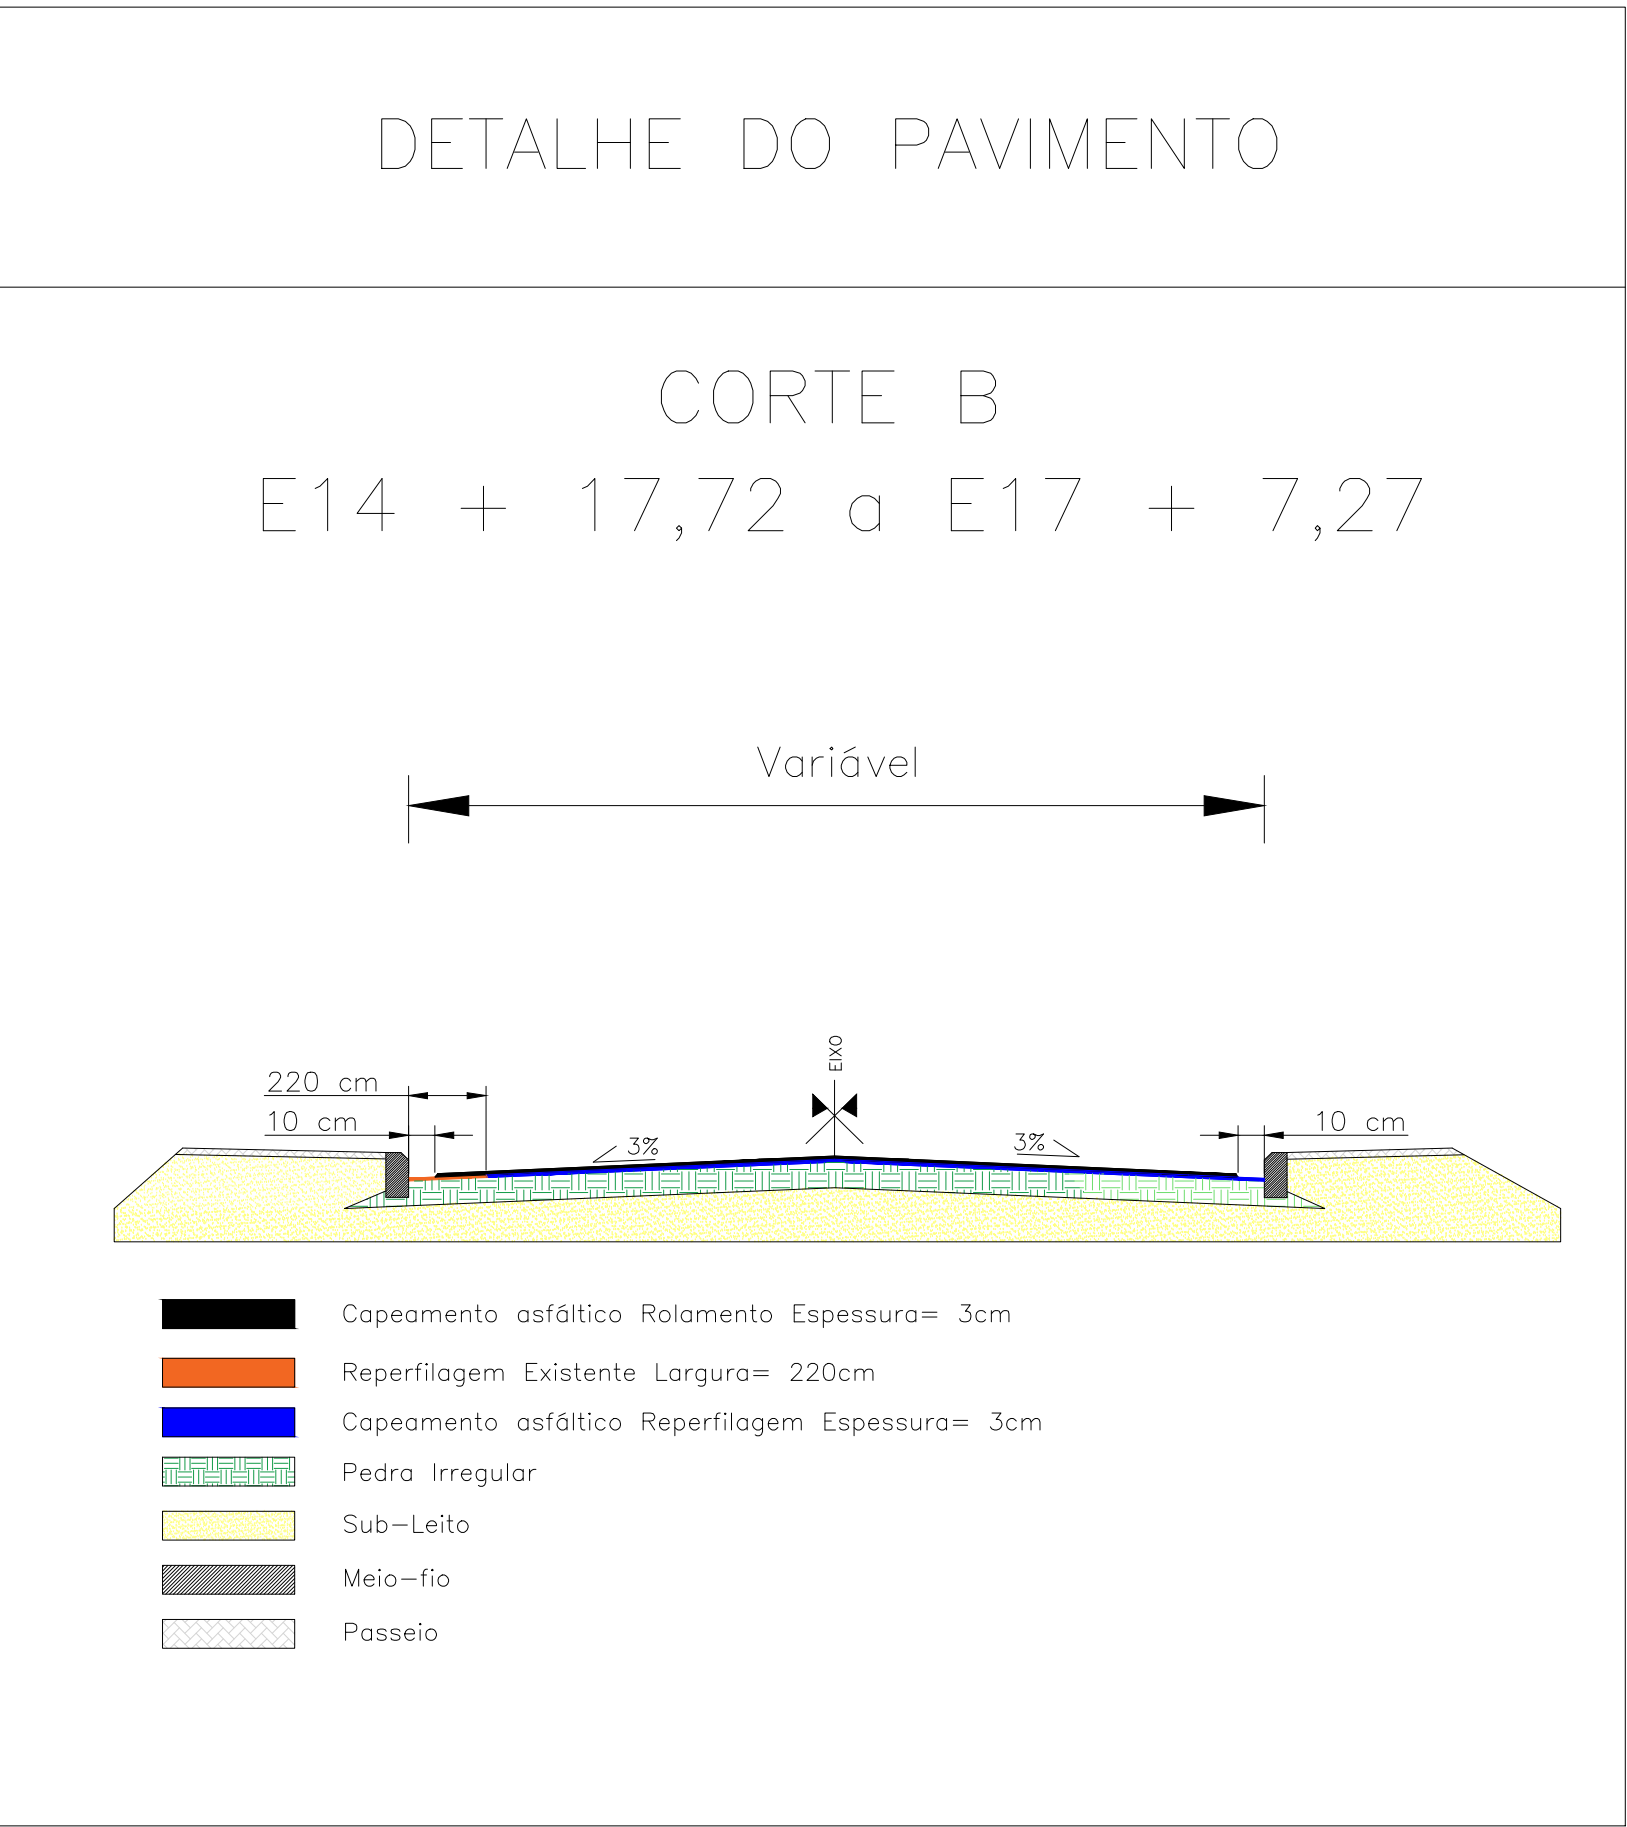 DETALHE DO PAVIMENTO
CORTE B
E14 + 17,72 a E17 + 7,27
Variável
EIXO
220 cm
10 cm
3%
3%
10 cm
Capeamento asfáltico Rolamento Espessura= 3cm
Reperfilagem Existente Largura= 220cm
Capeamento asfáltico Reperfilagem Espessura= 3cm
Pedra Irregular
Sub-Leito
Meio-fio
Passeio